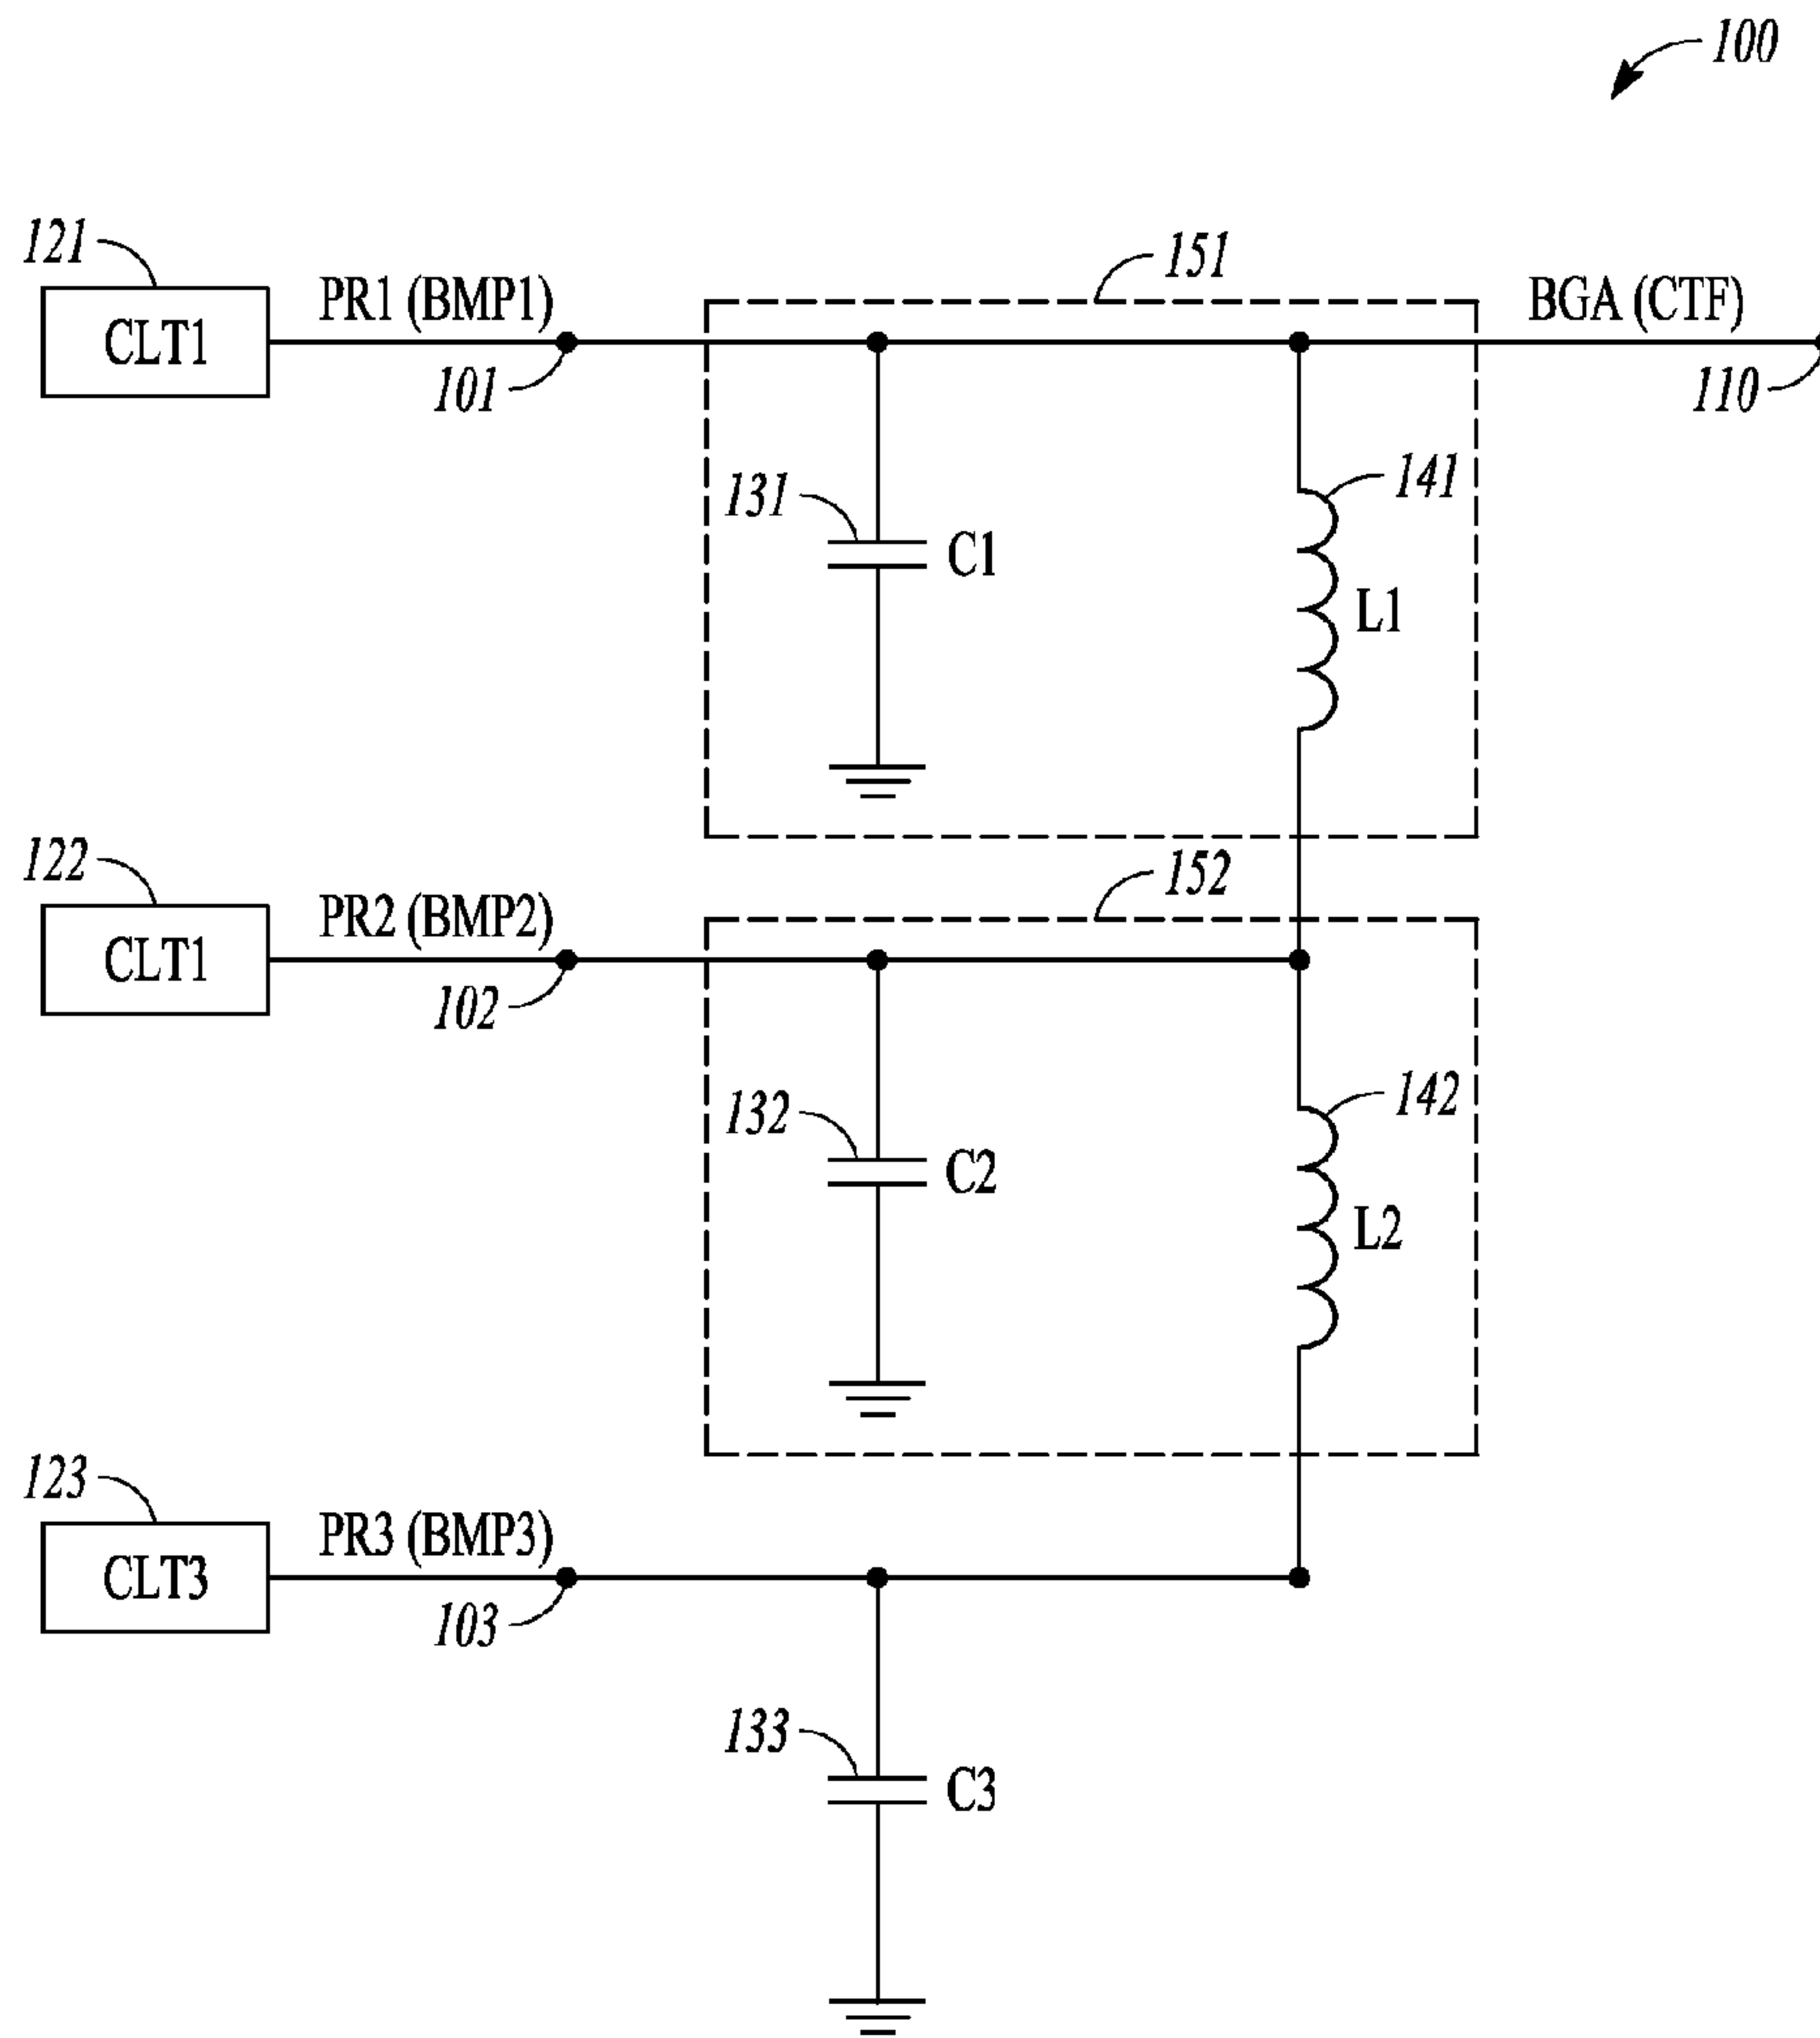 100
121
151
PR1 (BMP1)
BGA (CTF)
CLT1
101
110
141
131
C1
L1
122
152
PR2 (BMP2)
CLT1
102
142
132
C2
L2
123
PR3 (BMP3)
CLT3
103
133
C3